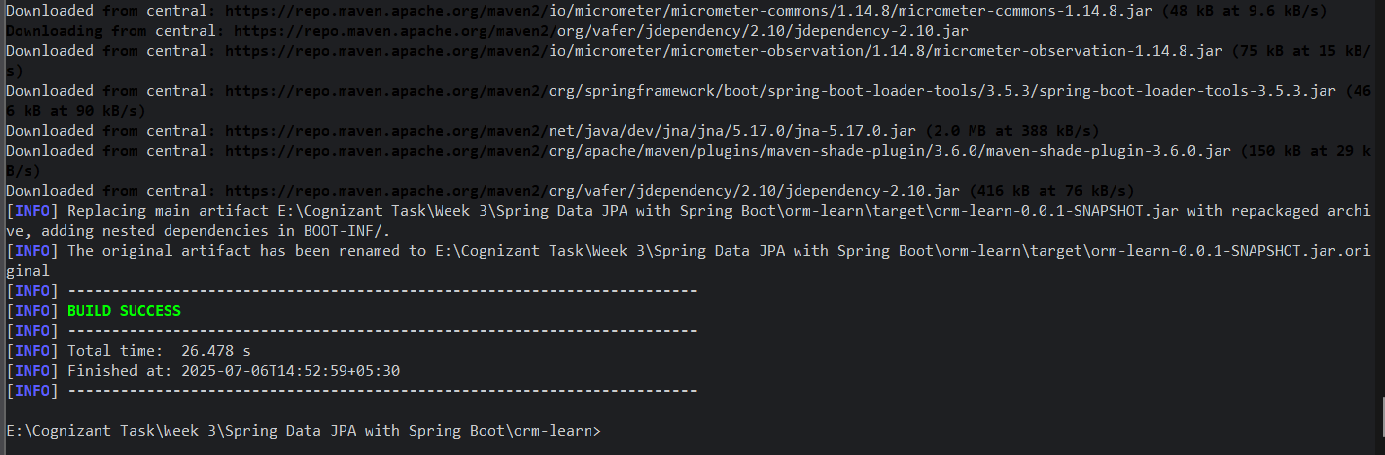 Downloaded from central: https://repo.maven.apache.org/maven2/io/micrometer/micrometer-commons/1.14.8/micrometer-commons-1.14.8.jar (48 kB at 9.6 kB/s)
Downloading from central: https://repo.maven.apache.org/maven2/org/vafer/jdependency/2.10/jdependency-2.10.jar
Downloaded from central: https://repo.maven.apache.org/maven2/io/micrometer/micrometer-observation/1.14.8/micrometer-observation-1.14.8.jar (75 kB at 15 kB/
s)
Downloaded from central: https://repo.maven.apache.org/maven2/org/springframework/boot/spring-boot-loader-tools/3.5.3/spring-boot-loader-tools-3.5.3.jar (46
6 kB at 90 kB/s)
Downloaded from central: https://repo.maven.apache.org/maven2/net/java/dev/jna/jna/5.17.0/jna-5.17.0.jar (2.0 MB at 388 kB/s)
Downloaded from central: https://repo.maven.apache.org/maven2/org/apache/maven/plugins/maven-shade-plugin/3.6.0/maven-shade-plugin-3.6.0.jar (150 kB at 29 k
B/s)
Downloaded from central: https://repo.maven.apache.org/maven2/org/vafer/jdependency/2.10/jdependency-2.10.jar (416 kB at 76 kB/s)
[INFO] Replacing main artifact E:\Cognizant Task\Week 3\Spring Data JPA with Spring Boot\orm-learn\target\orm-learn-0.0.1-SNAPSHOT.jar with repackaged archi
ve, adding nested dependencies in BOOT-INF/.
[INFO] The original artifact has been renamed to E:\Cognizant Task\Week 3\Spring Data JPA with Spring Boot\orm-learn\target\orm-learn-0.0.1-SNAPSHOT.jar.ori
ginal
[INFO] ------------------------------------------------------------------------
[INFO] BUILD SUCCESS
[INFO] ------------------------------------------------------------------------
[INFO] Total time:  26.478 s
[INFO] Finished at: 2025-07-06T14:52:59+05:30
[INFO] ------------------------------------------------------------------------
E:\Cognizant Task\Week 3\Spring Data JPA with Spring Boot\orm-learn>